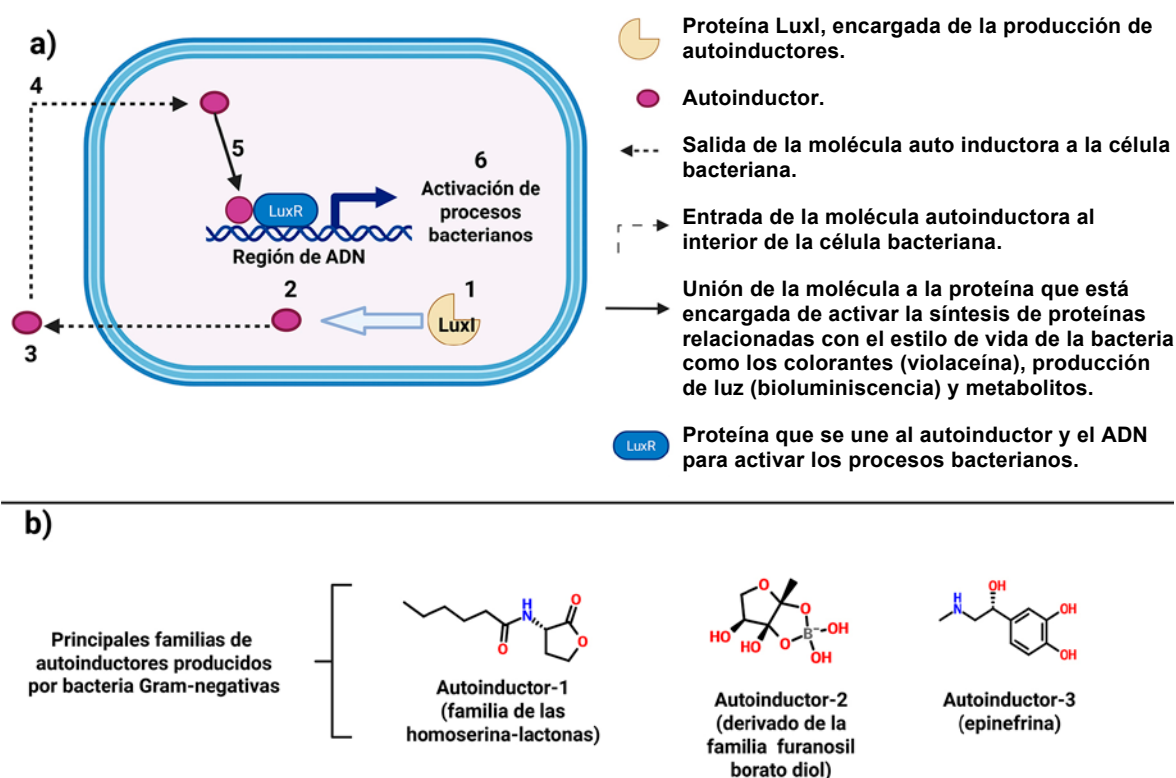 a)
4
5
6
Activación de
procesos
bacterianos
LuxR
Región de ADN
2
1
LuxI
3
Proteína LuxI, encargada de la producción de
autoinductores.
Autoinductor.
Salida de la molécula auto inductora a la célula
bacteriana.
Entrada de la molécula autoinductora al
interior de la célula bacteriana.
Unión de la molécula a la proteína que está
encargada de activar la síntesis de proteínas
relacionadas con el estilo de vida de la bacteria
como los colorantes (violaceína), producción
de luz (bioluminiscencia) y metabolitos.
LuxR
Proteína que se une al autoinductor y el ADN
para activar los procesos bacterianos.
b)
Principales familias de
autoinductores producidos
por bacteria Gram-negativas
H
N
O
O
O
Autoinductor-1
(familia de las
homoserina-lactonas)
O
O
B-
OH
O
OH
HO
HO
Autoinductor-2
(derivado de la
familia furanosil
borato diol)
H
N
OH
OH
OH
Autoinductor-3
(epinefrina)